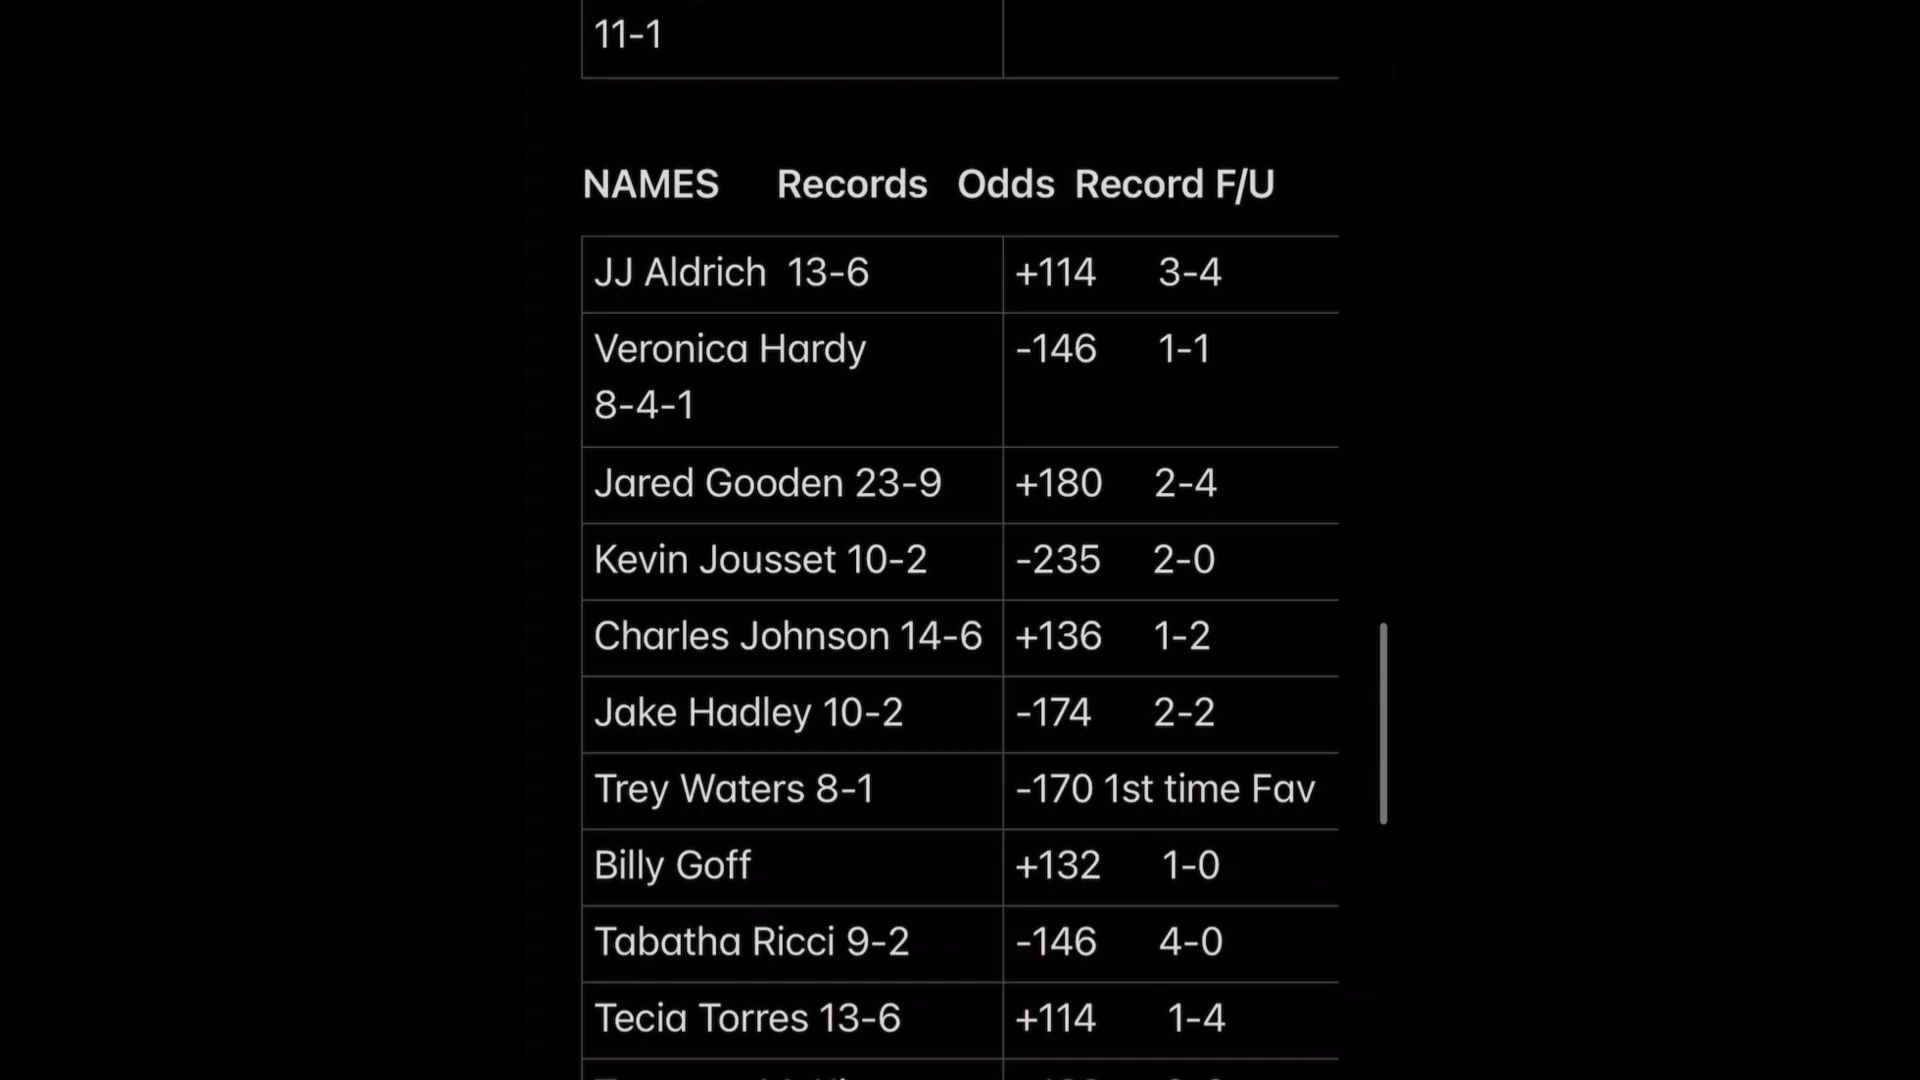 11-1
NAMES Records Odds Record F/U
JJ Aldrich 13-6 +114 3-4
Veronica Hardy -146 1-1
8-4-1
Jared Gooden 23-9 +180 2-4
Kevin Jousset 10-2 -235 2-0
Charles Johnson 14-6 +136 1-2
Jake Hadley 10-2 -174 2-2
Trey Waters 8-1 -170 1st time Fav
Billy Goff +132 1-0
Tabatha Ricci 9-2 -146 4-0
Tecia Torres 13-6 +114 1-4